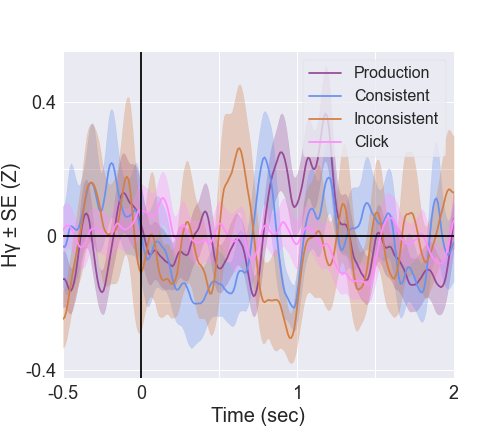 Production
Consistent
Inconsistent
Click
Hγ ± SE (Z)
0.4
0
-0.4
-0.5 0 1 2
Time (sec)